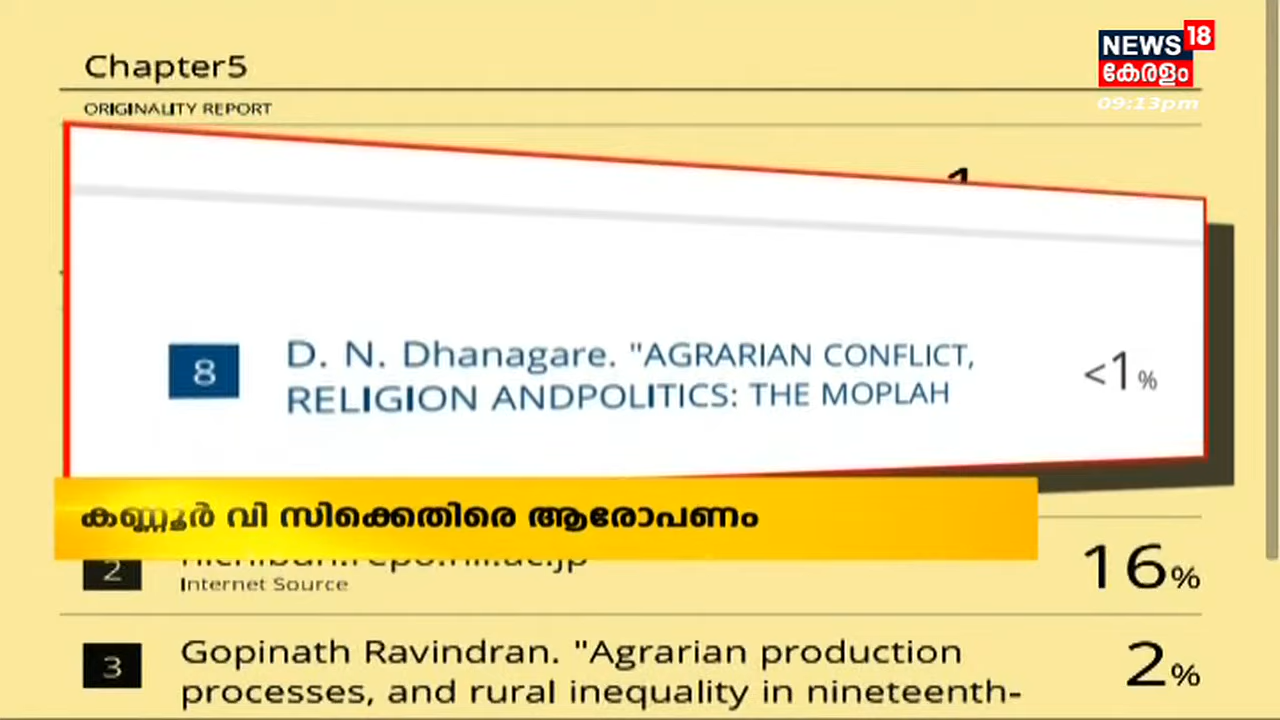 Chapter5
NEWS 18
കേരളം
09:13pm
ORIGINALITY REPORT
8 D. N. Dhanagare. "AGRARIAN CONFLICT, <1%
RELIGION ANDPOLITICS: THE MOPLAH
കണ്ണൂർ വി സിക്കെതിരെ ആരോപണം
2 16%
Internet Source
3 Gopinath Ravindran. "Agrarian production 2%
processes, and rural inequality in nineteenth-